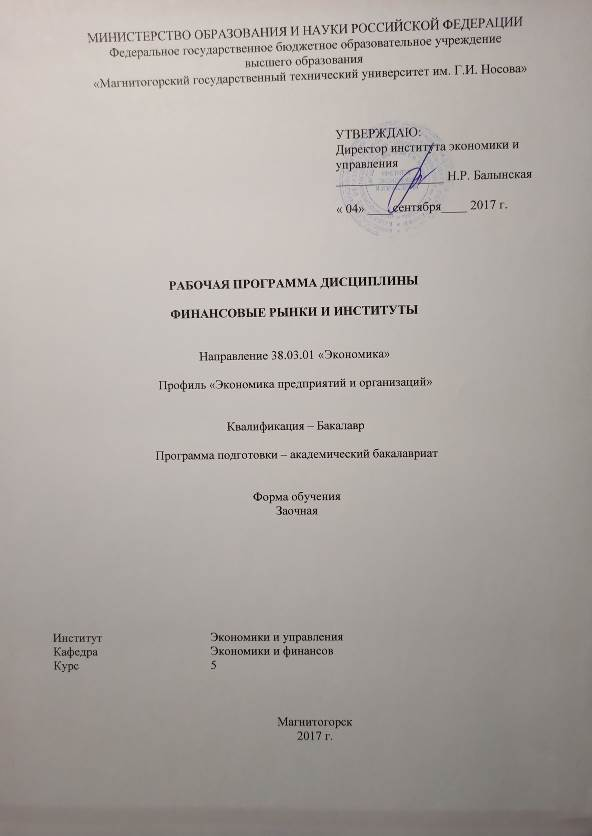 МИНИСТЕРСТВО ОБРАЗОВАНИЯ И НАУКИ РОССИЙСКОЙ ФЕДЕРАЦИИ
Федеральное государственное бюджетное образовательное учреждение
высшего образования
«Магнитогорский государственный технический университет им. Г.И. Носова»
УТВЕРЖДАЮ:
Директор института экономики и
управления
Н.Р. Балынская
« 04» сентября 2017 г.
РАБОЧАЯ ПРОГРАММА ДИСЦИПЛИНЫ
ФИНАНСОВЫЕ РЫНКИ И ИНСТИТУТЫ
Направление 38.03.01 «Экономика»
Профиль «Экономика предприятий и организаций»
Квалификация – Бакалавр
Программа подготовки – академический бакалавриат
Форма обучения
Заочная
Институт Экономики и управления
Кафедра Экономики и финансов
Курс 5
Магнитогорск
2017 г.